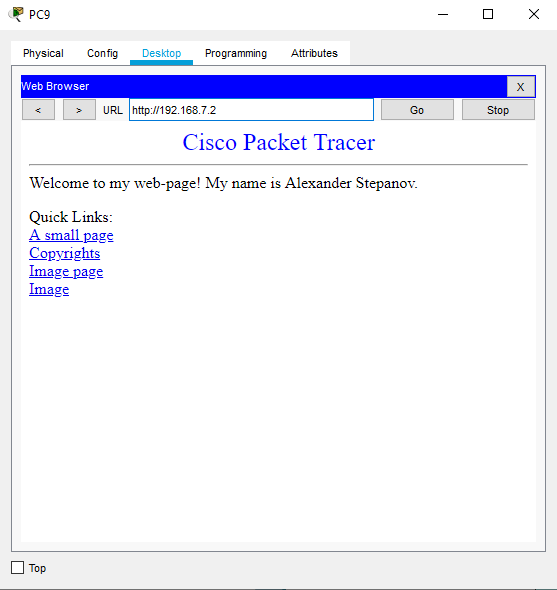 PC9
Physical Config Desktop Programming Attributes
Web Browser X
< > URL http://192.168.7.2 Go Stop
Cisco Packet Tracer
Welcome to my web-page! My name is Alexander Stepanov.
Quick Links:
A small page
Copyrights
Image page
Image
Top